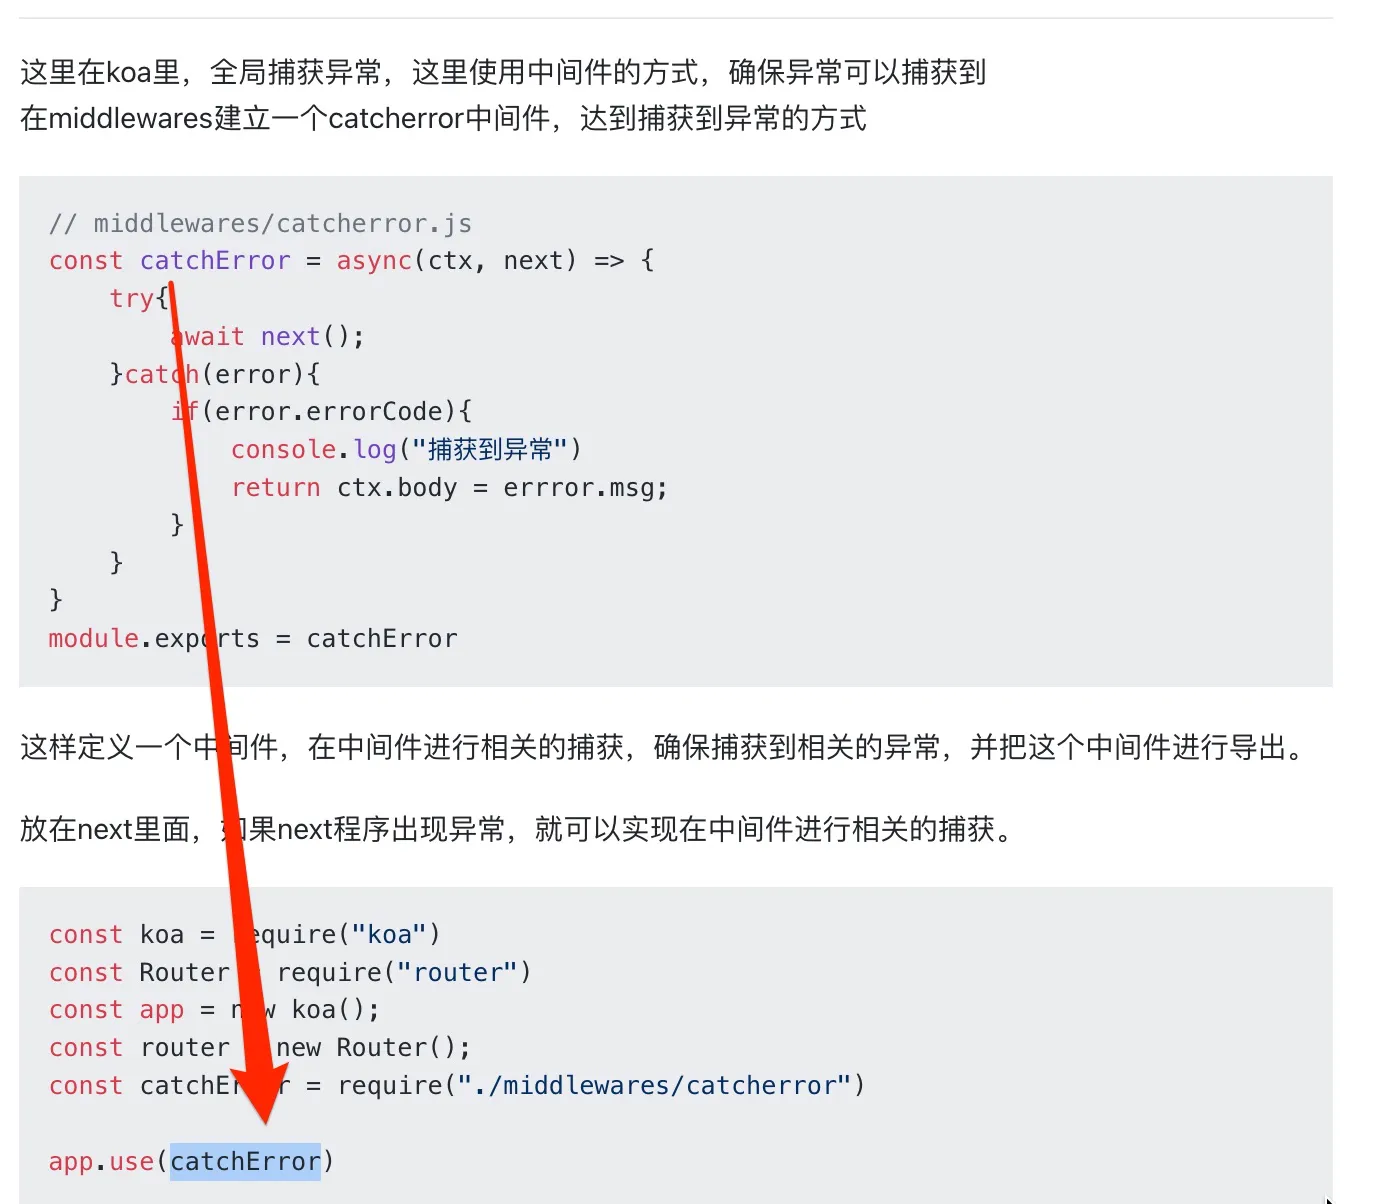 这里在koa里，全局捕获异常，这里使用中间件的方式，确保异常可以捕获到
在middlewares建立一个catcherror中间件，达到捕获到异常的方式
// middlewares/catcherror.js
const catchError = async(ctx, next) => {
try{
await next();
}catch(error){
if(error.errorCode){
console.log("捕获到异常")
return ctx.body = errror.msg;
}
}
}
module.exports = catchError
这样定义一个中间件，在中间件进行相关的捕获，确保捕获到相关的异常，并把这个中间件进行导出。
放在next里面，如果next程序出现异常，就可以实现在中间件进行相关的捕获。
const koa = require("koa")
const Router = require("router")
const app = new koa();
const router = new Router();
const catchError = require("./middlewares/catcherror")
app.use(catchError)